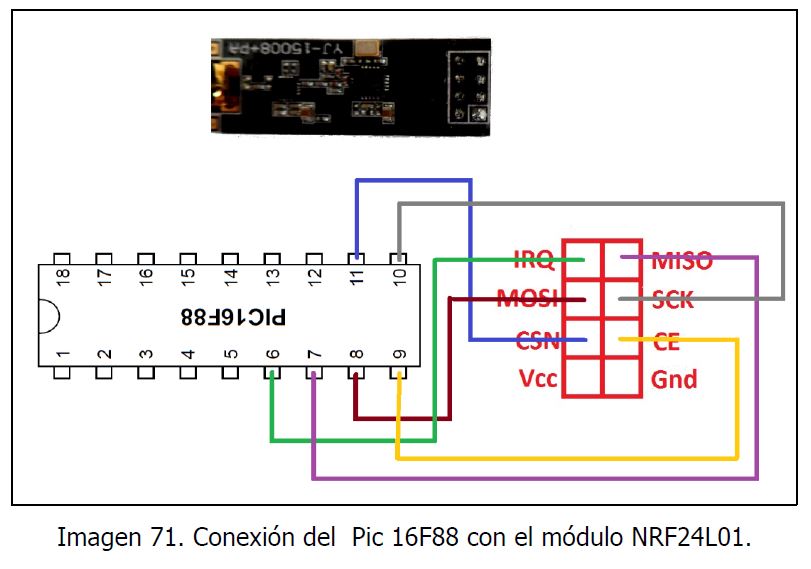 YJ-15008+PA
18 17 16 15 14 13 12 11 10
PIC16F88
1 2 3 4 5 6 7 8 9
IRQ MISO
MOSI SCK
CSN CE
Vcc Gnd
Imagen 71. Conexión del Pic 16F88 con el módulo NRF24L01.